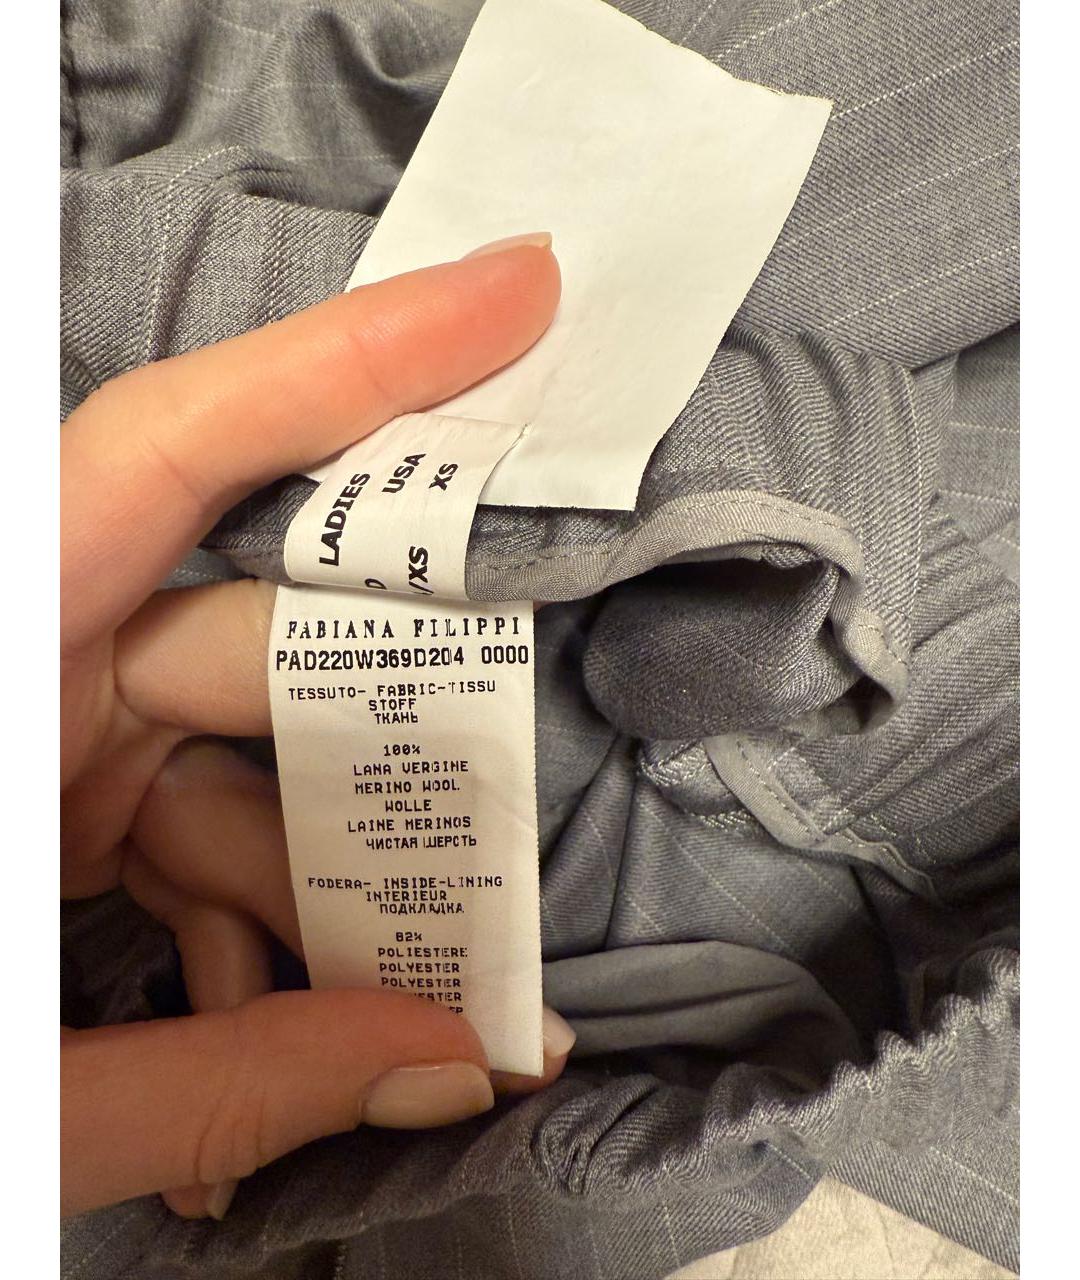 LADIES
USA
XS
/XS
FABIANA FILIPPI
PAD220W369D204 0000
TESSUTO- FABRIC-TISSU
STOFF
ТКАНЬ
100%
LANA VERGINE
MERINO WOOL
WOLLE
LAINE MERINOS
ЧИСТАЯ ШЕРСТЬ
FODERA- INSIDE-LINING
INTERIEUR
ПОДКЛАДКА
82%
POLIESTERE
POLYESTER
POLYESTER